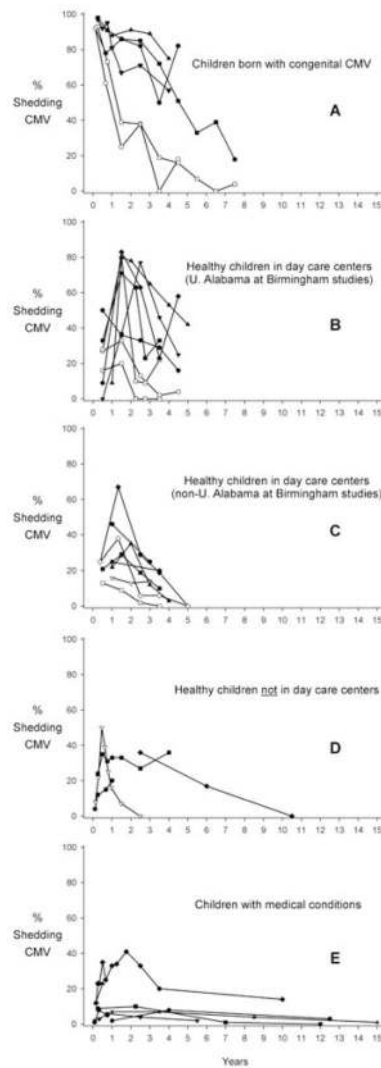 100
80
%
Shedding
CMV
60
40
20
0
Children born with congenital CMV
A
0 1 2 3 4 5 6 7 8 9 10 11 12 13 14 15
100
80
%
Shedding
CMV
60
40
20
0
Healthy children in day care centers
(U. Alabama at Birmingham studies)
B
0 1 2 3 4 5 6 7 8 9 10 11 12 13 14 15
100
80
%
Shedding
CMV
60
40
20
0
Healthy children in day care centers
(non-U. Alabama at Birmingham studies)
C
0 1 2 3 4 5 6 7 8 9 10 11 12 13 14 15
100
80
%
Shedding
CMV
60
40
20
0
Healthy children not in day care centers
D
0 1 2 3 4 5 6 7 8 9 10 11 12 13 14 15
100
80
%
Shedding
CMV
60
40
20
0
Children with medical conditions
E
0 1 2 3 4 5 6 7 8 9 10 11 12 13 14 15
Years